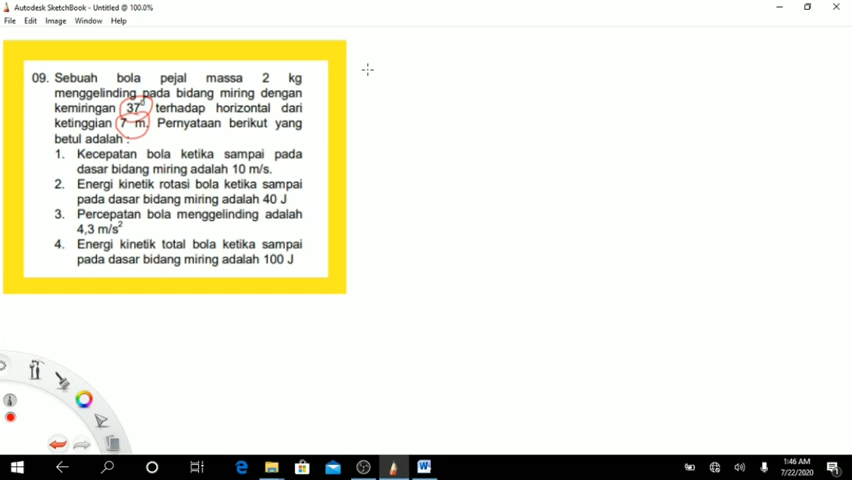 Autodesk SketchBook - Untitled @ 100.0%
File Edit Image Window Help
09. Sebuah bola pejal massa 2 kg
menggelinding pada bidang miring dengan
kemiringan 37⁰ terhadap horizontal dari
ketinggian 7 m. Pernyataan berikut yang
betul adalah :
1. Kecepatan bola ketika sampai pada
dasar bidang miring adalah 10 m/s.
2. Energi kinetik rotasi bola ketika sampai
pada dasar bidang miring adalah 40 J
3. Percepatan bola menggelinding adalah
4,3 m/s²
4. Energi kinetik total bola ketika sampai
pada dasar bidang miring adalah 100 J
1:46 AM
7/22/2020